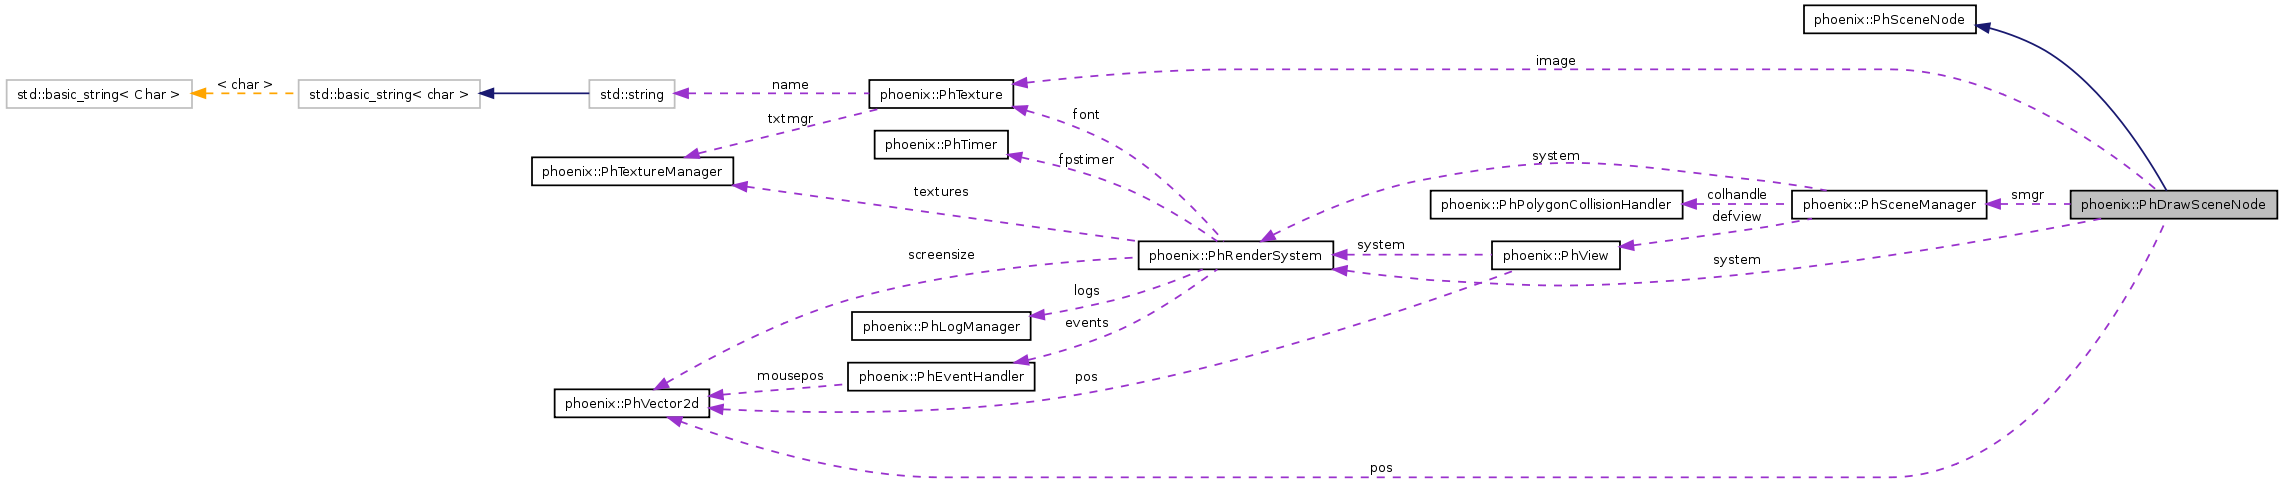 phoenix::PhSceneNode
image
< char >
name
std::basic_string< Char >
std::basic_string< char >
std::string
phoenix::PhTexture
font
txtmgr
phoenix::PhTimer
fpstimer
system
phoenix::PhTextureManager
textures
colhandle
smgr
phoenix::PhPolygonCollisionHandler
phoenix::PhSceneManager
phoenix::PhDrawSceneNode
defview
system
screensize
phoenix::PhRenderSystem
phoenix::PhView
system
logs
phoenix::PhLogManager
events
mousepos
phoenix::PhEventHandler
pos
phoenix::PhVector2d
pos